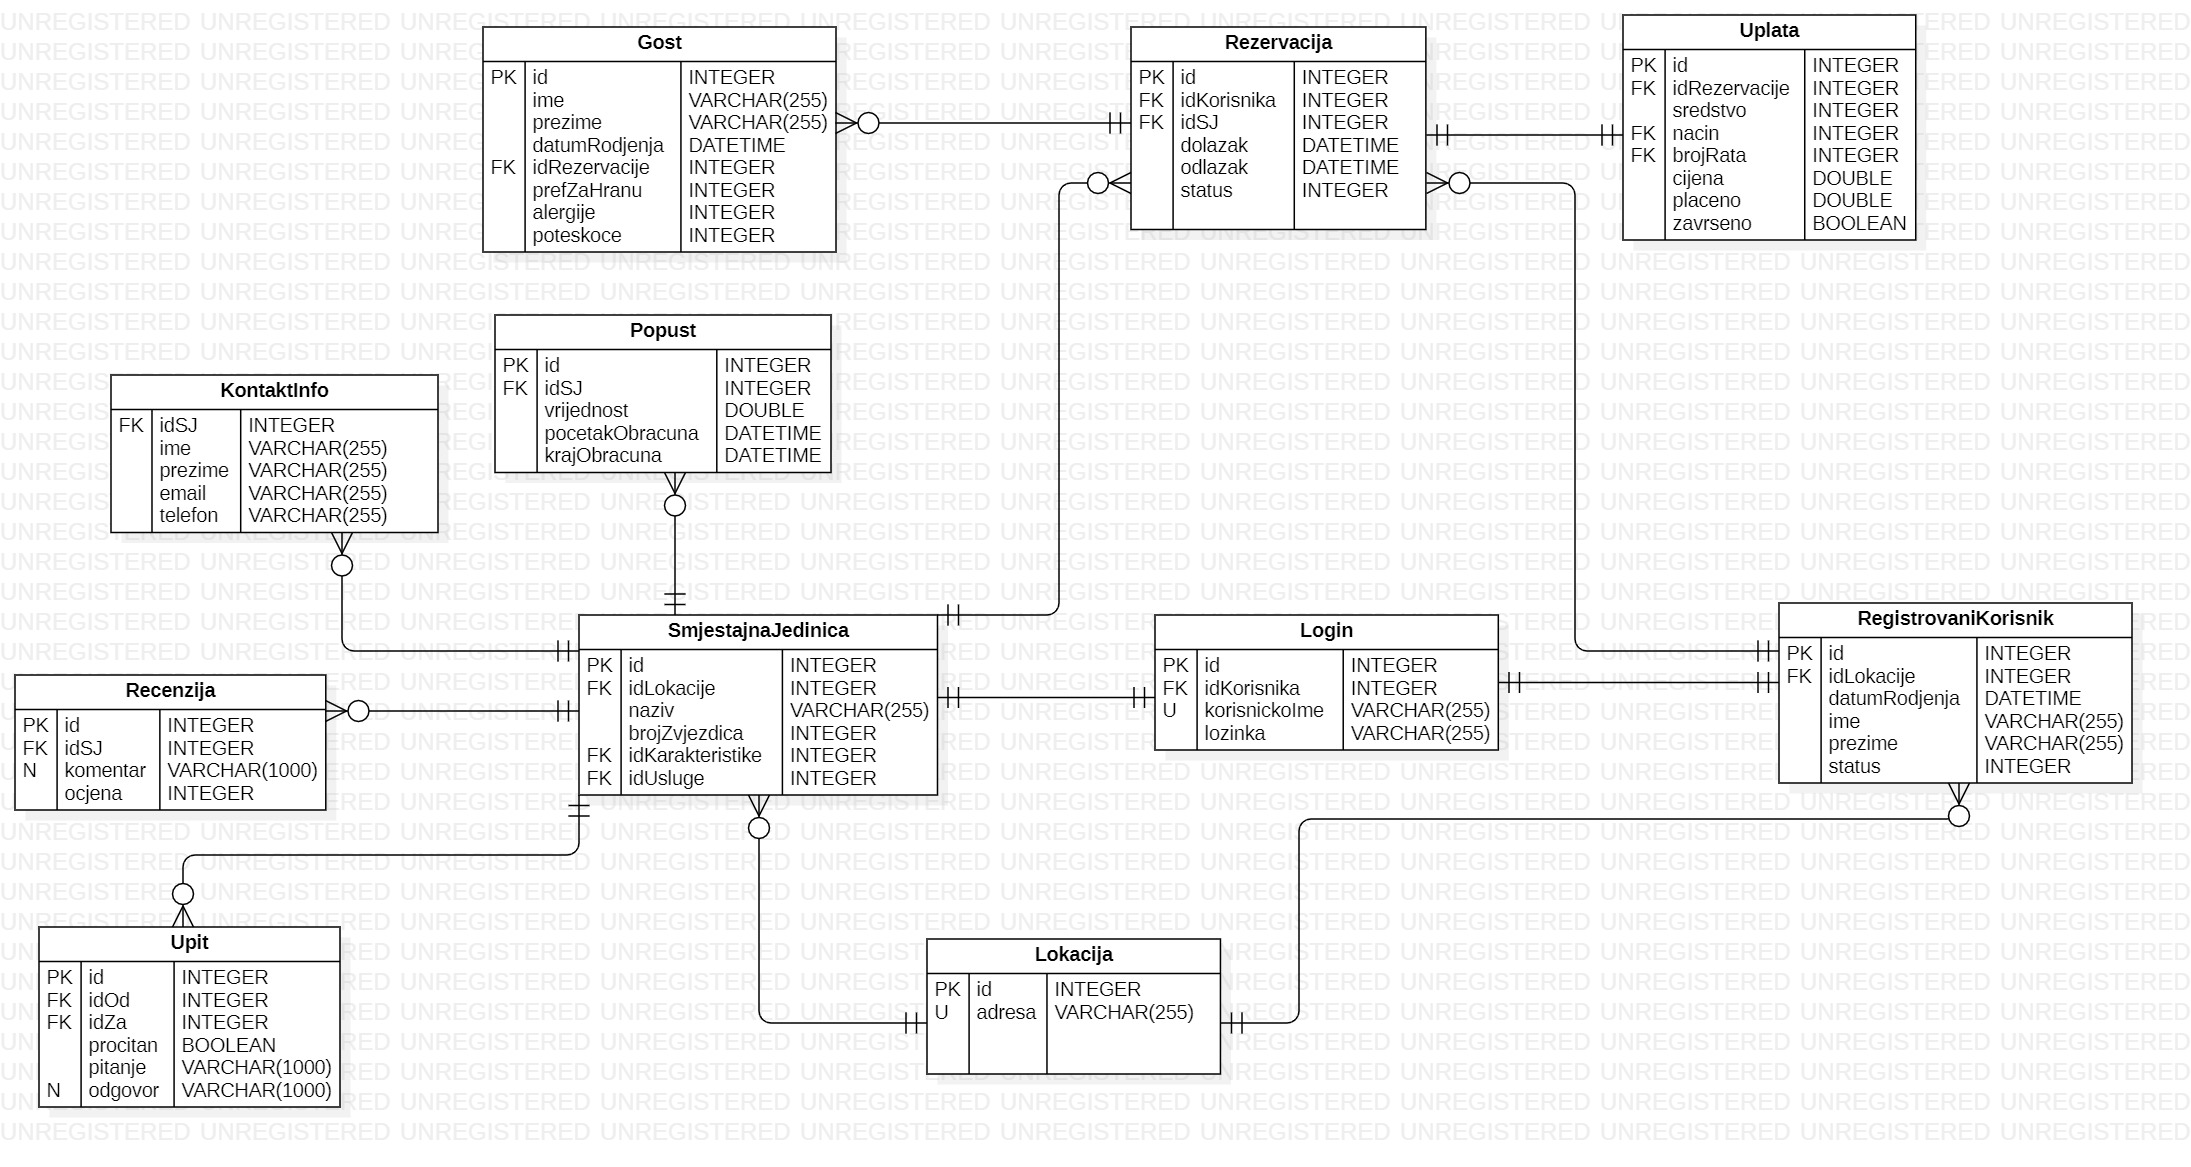 Gost
PK id INTEGER
ime VARCHAR(255)
prezime VARCHAR(255)
datumRodjenja DATETIME
FK idRezervacije INTEGER
prefZaHranu INTEGER
alergije INTEGER
poteskoce INTEGER
Rezervacija
PK id INTEGER
FK idKorisnika INTEGER
FK idSJ INTEGER
dolazak DATETIME
odlazak DATETIME
status INTEGER
Uplata
PK id INTEGER
FK idRezervacije INTEGER
sredstvo INTEGER
FK nacin INTEGER
FK brojRata INTEGER
cijena DOUBLE
placeno DOUBLE
zavrseno BOOLEAN
Popust
PK id INTEGER
FK idSJ INTEGER
vrijednost DOUBLE
pocetakObracuna DATETIME
krajObracuna DATETIME
KontaktInfo
FK idSJ INTEGER
ime VARCHAR(255)
prezime VARCHAR(255)
email VARCHAR(255)
telefon VARCHAR(255)
SmjestajnaJedinica
PK id INTEGER
FK idLokacije INTEGER
naziv VARCHAR(255)
brojZvjezdica INTEGER
FK idKarakteristike INTEGER
FK idUsluge INTEGER
Login
PK id INTEGER
FK idKorisnika INTEGER
U korisnickoIme VARCHAR(255)
lozinka VARCHAR(255)
RegistrovaniKorisnik
PK id INTEGER
FK idLokacije INTEGER
datumRodjenja DATETIME
ime VARCHAR(255)
prezime VARCHAR(255)
status INTEGER
Recenzija
PK id INTEGER
FK idSJ INTEGER
N komentar VARCHAR(1000)
ocjena INTEGER
Upit
PK id INTEGER
FK idOd INTEGER
FK idZa INTEGER
procitan BOOLEAN
pitanje VARCHAR(1000)
N odgovor VARCHAR(1000)
Lokacija
PK id INTEGER
U adresa VARCHAR(255)
UNREGISTERED